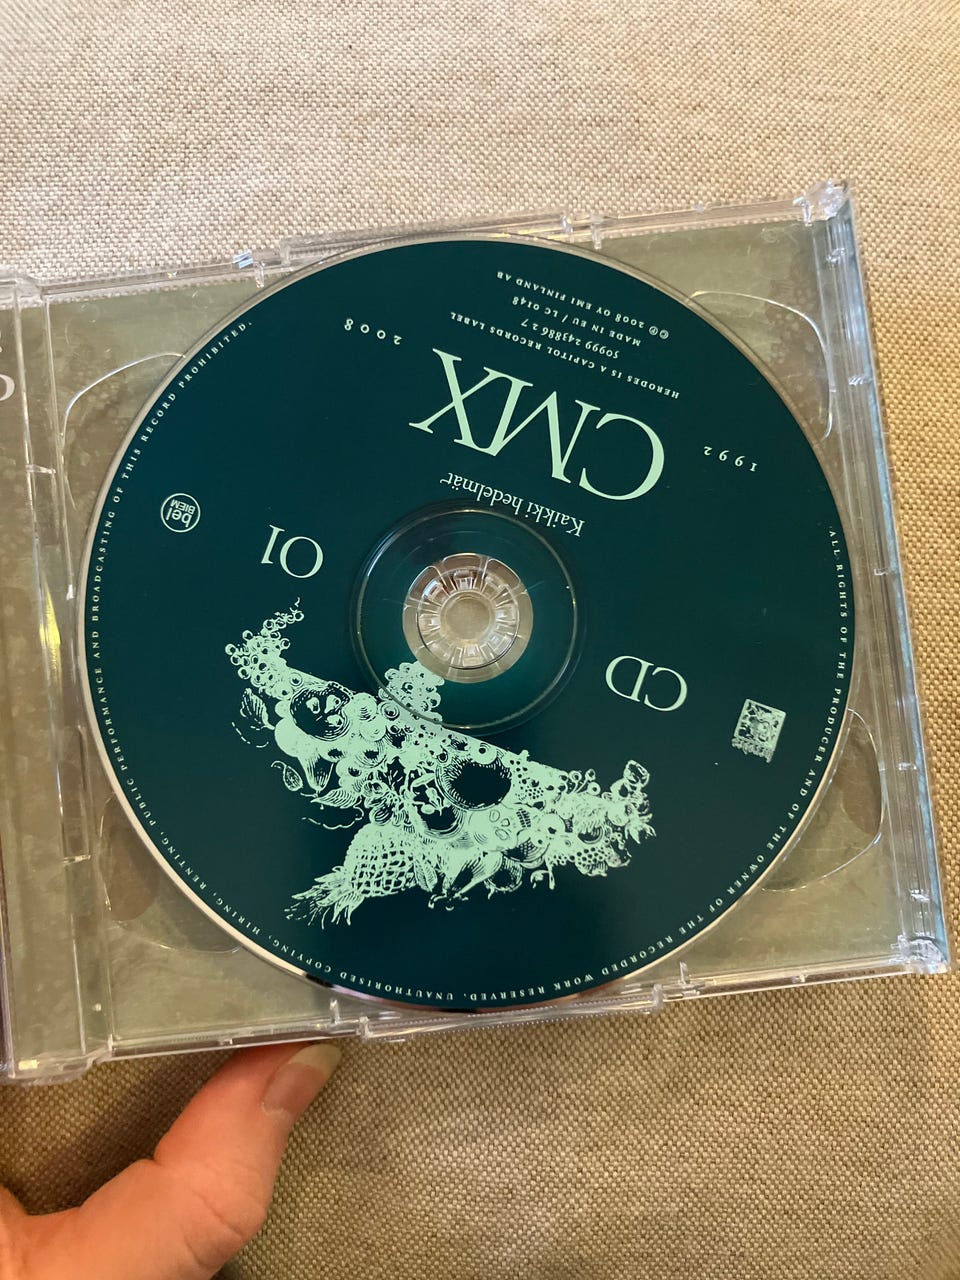 CD
01
Kaikki hedelmät
CMX
1992
2008
HERODES IS A CAPITOL RECORDS LABEL
50999 243886 2 7
MADE IN EU / LC 0148
©℗ 2008 OY EMI FINLAND AB
bel
BIEM
ALL RIGHTS OF THE PRODUCER AND OF THE OWNER OF THE RECORDED WORK RESERVED. UNAUTHORISED COPYING, HIRING, RENTING, PUBLIC PERFORMANCE AND BROADCASTING OF THIS RECORD PROHIBITED.